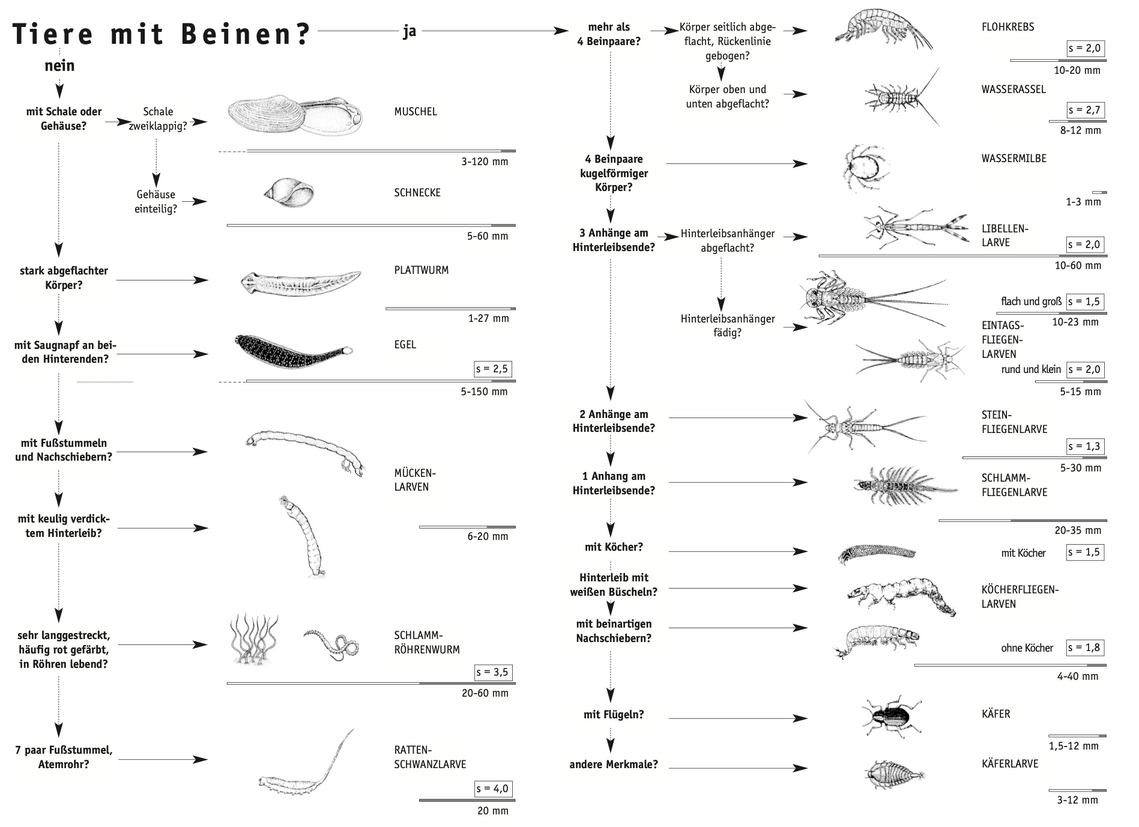 Tiere mit Beinen?
ja
nein
mit Schale oder
Gehäuse?
Schale
zweiklappig?
MUSCHEL
3-120 mm
Gehäuse
einteilig?
SCHNECKE
5-60 mm
stark abgeflachter
Körper?
PLATTWURM
1-27 mm
mit Saugnapf an bei-
den Hinterenden?
EGEL
s = 2,5
5-150 mm
mit Fußstummeln
und Nachschiebern?
MÜCKEN-
LARVEN
mit keulig verdick-
tem Hinterleib?
6-20 mm
sehr langgestreckt,
häufig rot gefärbt,
in Röhren lebend?
SCHLAMM-
RÖHRENWURM
s = 3,5
20-60 mm
7 paar Fußstummel,
Atemrohr?
RATTEN-
SCHWANZLARVE
s = 4,0
20 mm
mehr als
4 Beinpaare?
Körper seitlich abge-
flacht, Rückenlinie
gebogen?
FLOHKREBS
s = 2,0
10-20 mm
Körper oben und
unten abgeflacht?
WASSERASSEL
s = 2,7
8-12 mm
4 Beinpaare
kugelförmiger
Körper?
WASSERMILBE
1-3 mm
3 Anhänge am
Hinterleibsende?
Hinterleibsanhänger
abgeflacht?
LIBELLEN-
LARVE
s = 2,0
10-60 mm
Hinterleibsanhänger
fädig?
flach und groß
s = 1,5
10-23 mm
EINTAGS-
FLIEGEN-
LARVEN
rund und klein
s = 2,0
5-15 mm
2 Anhänge am
Hinterleibsende?
STEIN-
FLIEGENLARVE
s = 1,3
5-30 mm
1 Anhang am
Hinterleibsende?
SCHLAMM-
FLIEGENLARVE
20-35 mm
mit Köcher?
mit Köcher
s = 1,5
Hinterleib mit
weißen Büscheln?
KÖCHERFLIEGEN-
LARVEN
mit beinartigen
Nachschiebern?
ohne Köcher
s = 1,8
4-40 mm
mit Flügeln?
KÄFER
1,5-12 mm
andere Merkmale?
KÄFERLARVE
3-12 mm